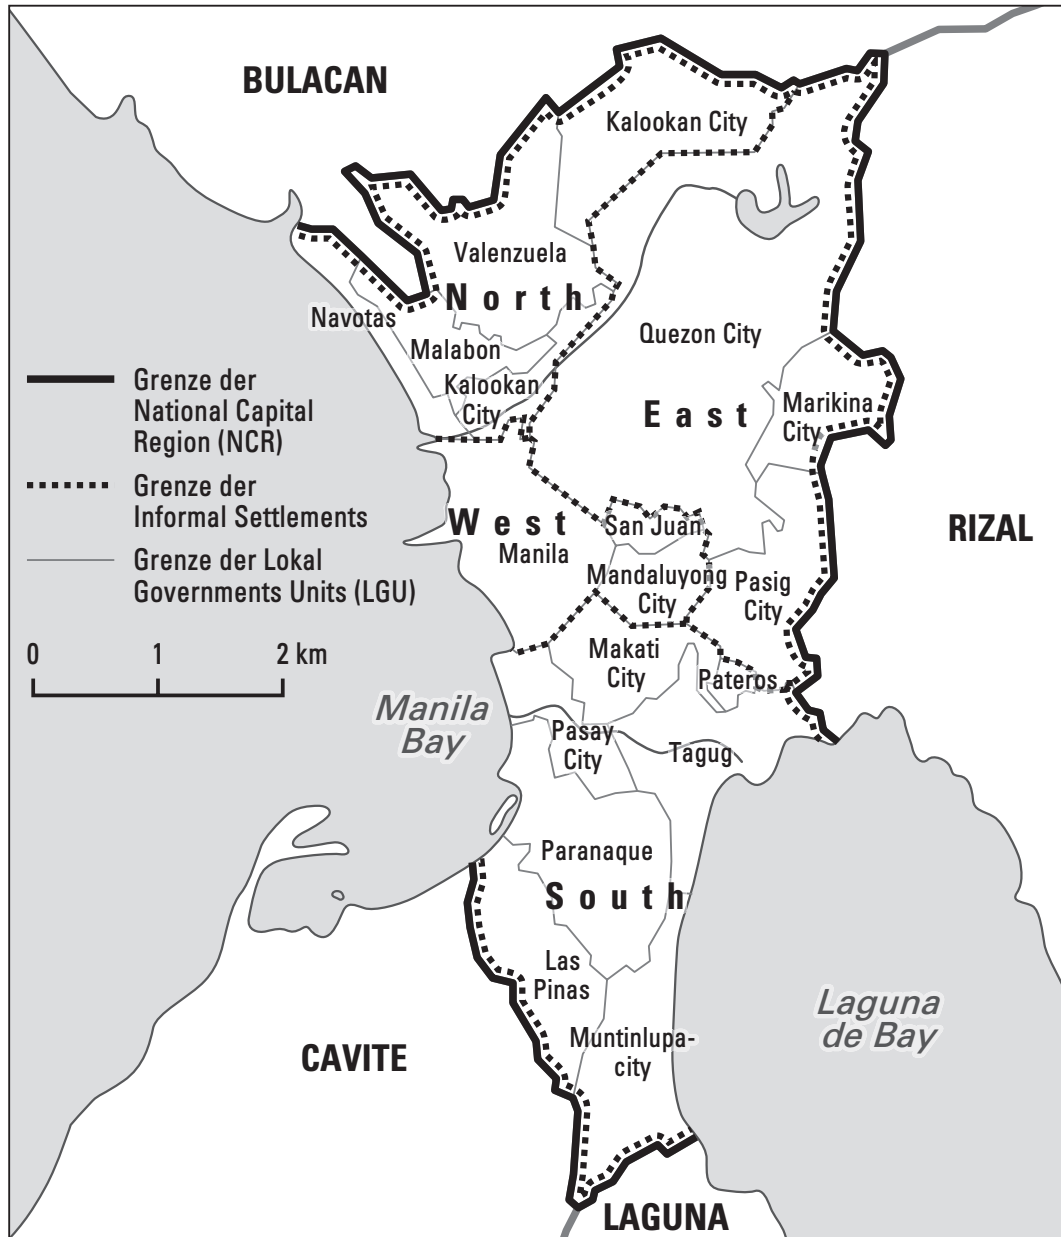 BULACAN
Kalookan City
Valenzuela
North
Navotas
Quezon City
Malabon
Grenze der
National Capital
Region (NCR)
Kalookan
City
East
Marikina
City
Grenze der
Informal Settlements
West
Manila
San Juan
RIZAL
Grenze der Lokal
Governments Units (LGU)
Mandaluyong
City
Pasig
City
0 1 2 km
Makati
City
Pateros
Manila
Bay
Pasay
City
Tagug
Paranaque
South
Las
Pinas
Laguna
de Bay
CAVITE
Muntinlupa-
city
LAGUNA